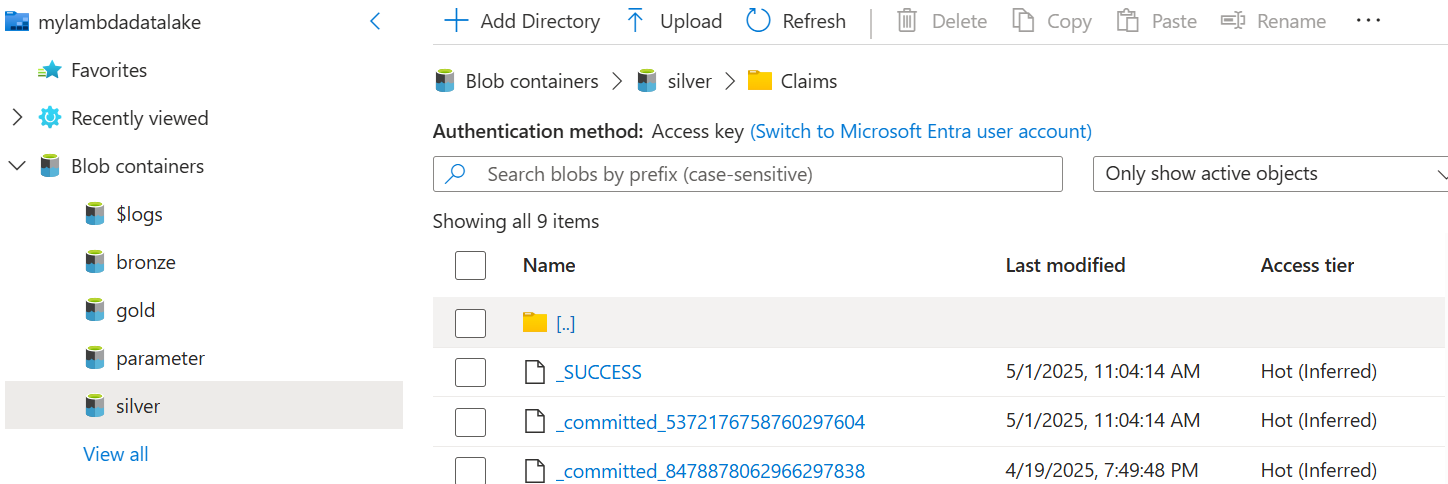 mylambdadatalake
Favorites
Recently viewed
Blob containers
$logs
bronze
gold
parameter
silver
View all
Add Directory Upload Refresh Delete Copy Paste Rename ...
Blob containers > silver > Claims
Authentication method: Access key (Switch to Microsoft Entra user account)
Search blobs by prefix (case-sensitive) Only show active objects
Showing all 9 items
Name Last modified Access tier
[..]
_SUCCESS 5/1/2025, 11:04:14 AM Hot (Inferred)
_committed_5372176758760297604 5/1/2025, 11:04:14 AM Hot (Inferred)
_committed_8478878062966297838 4/19/2025, 7:49:48 PM Hot (Inferred)